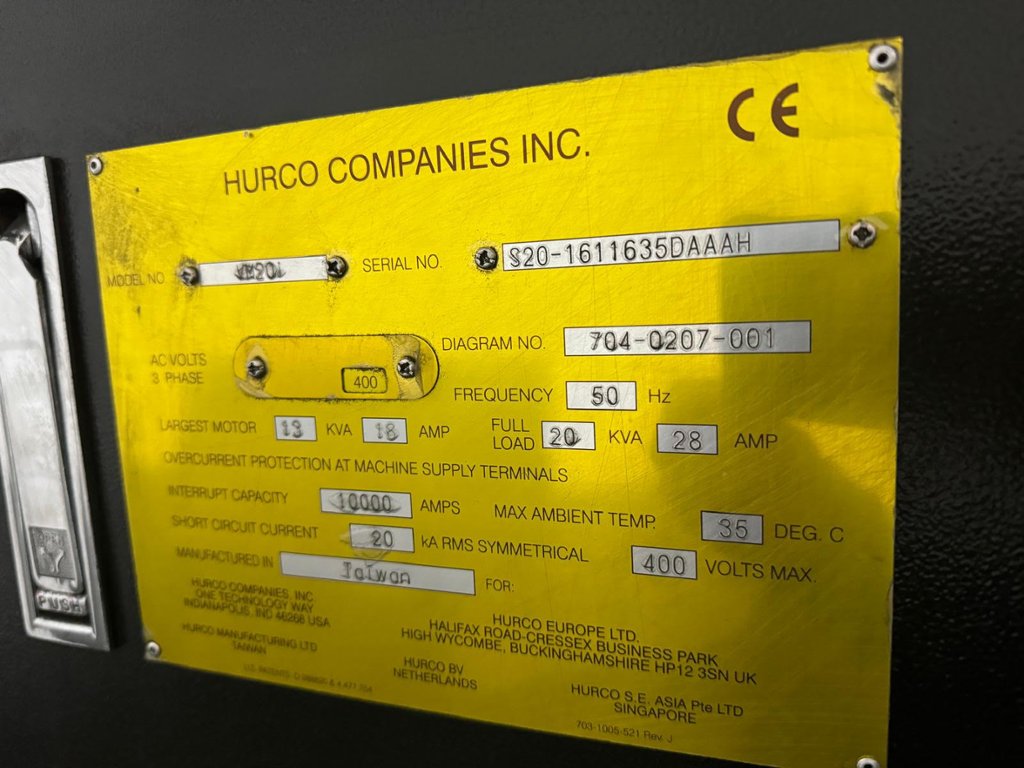 CE
HURCO COMPANIES INC.
MODEL NO
SERIAL NO. S20-1611635DAAAH
AC VOLTS
3 PHASE
400
DIAGRAM NO. 704-0207-001
FREQUENCY 50 Hz
LARGEST MOTOR 13 KVA 18 AMP
FULL
LOAD 20 KVA 28 AMP
OVERCURRENT PROTECTION AT MACHINE SUPPLY TERMINALS
INTERRUPT CAPACITY 10000 AMPS
MAX AMBIENT TEMP. 35 DEG. C
SHORT CIRCUIT CURRENT 20 kA RMS SYMMETRICAL 400 VOLTS MAX.
MANUFACTURED IN Taiwan FOR:
HURCO COMPANIES, INC.
ONE TECHNOLOGY WAY
INDIANAPOLIS, IND 46268 USA
HURCO MANUFACTURING LTD
TAIWAN
HURCO EUROPE LTD.
HALIFAX ROAD-CRESSEX BUSINESS PARK
HIGH WYCOMBE, BUCKINGHAMSHIRE HP12 3SN UK
HURCO BV
NETHERLANDS
HURCO S.E. ASIA Pte LTD
SINGAPORE
U.S. PATENTS
703-1005-521 Rev. J
PUSH